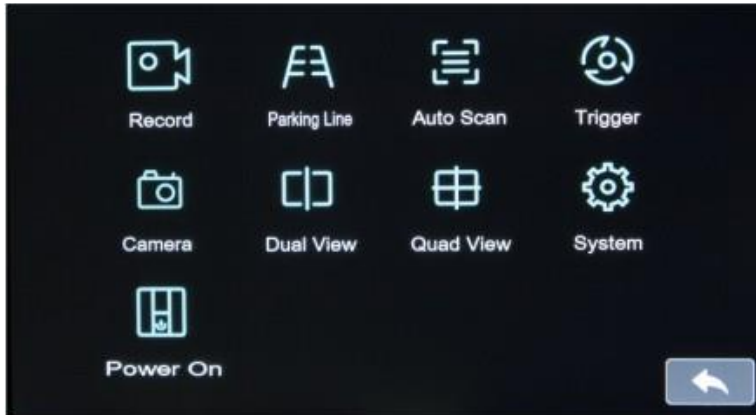 Record Parking Line Auto Scan Trigger
Camera Dual View Quad View System
Power On